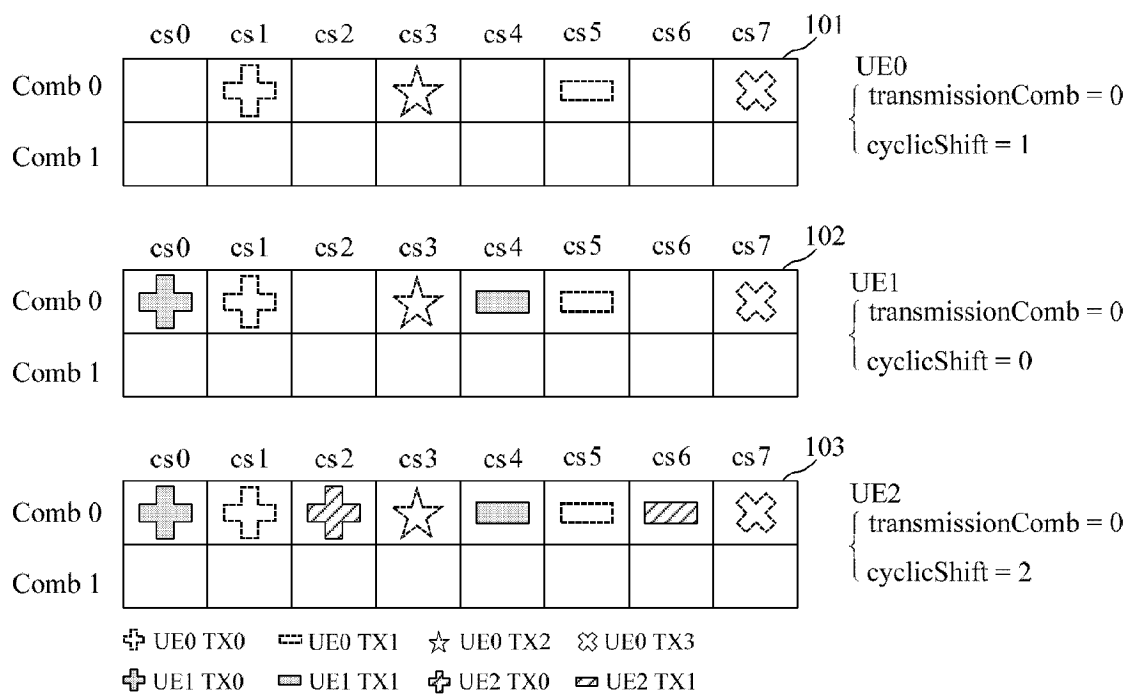 cs0 cs1 cs2 cs3 cs4 cs5 cs6 cs7 101
Comb 0
Comb 1
UE0
transmissionComb = 0
cyclicShift = 1
cs0 cs1 cs2 cs3 cs4 cs5 cs6 cs7 102
Comb 0
Comb 1
UE1
transmissionComb = 0
cyclicShift = 0
cs0 cs1 cs2 cs3 cs4 cs5 cs6 cs7 103
Comb 0
Comb 1
UE2
transmissionComb = 0
cyclicShift = 2
UE0 TX0 UE0 TX1 UE0 TX2 UE0 TX3
UE1 TX0 UE1 TX1 UE2 TX0 UE2 TX1